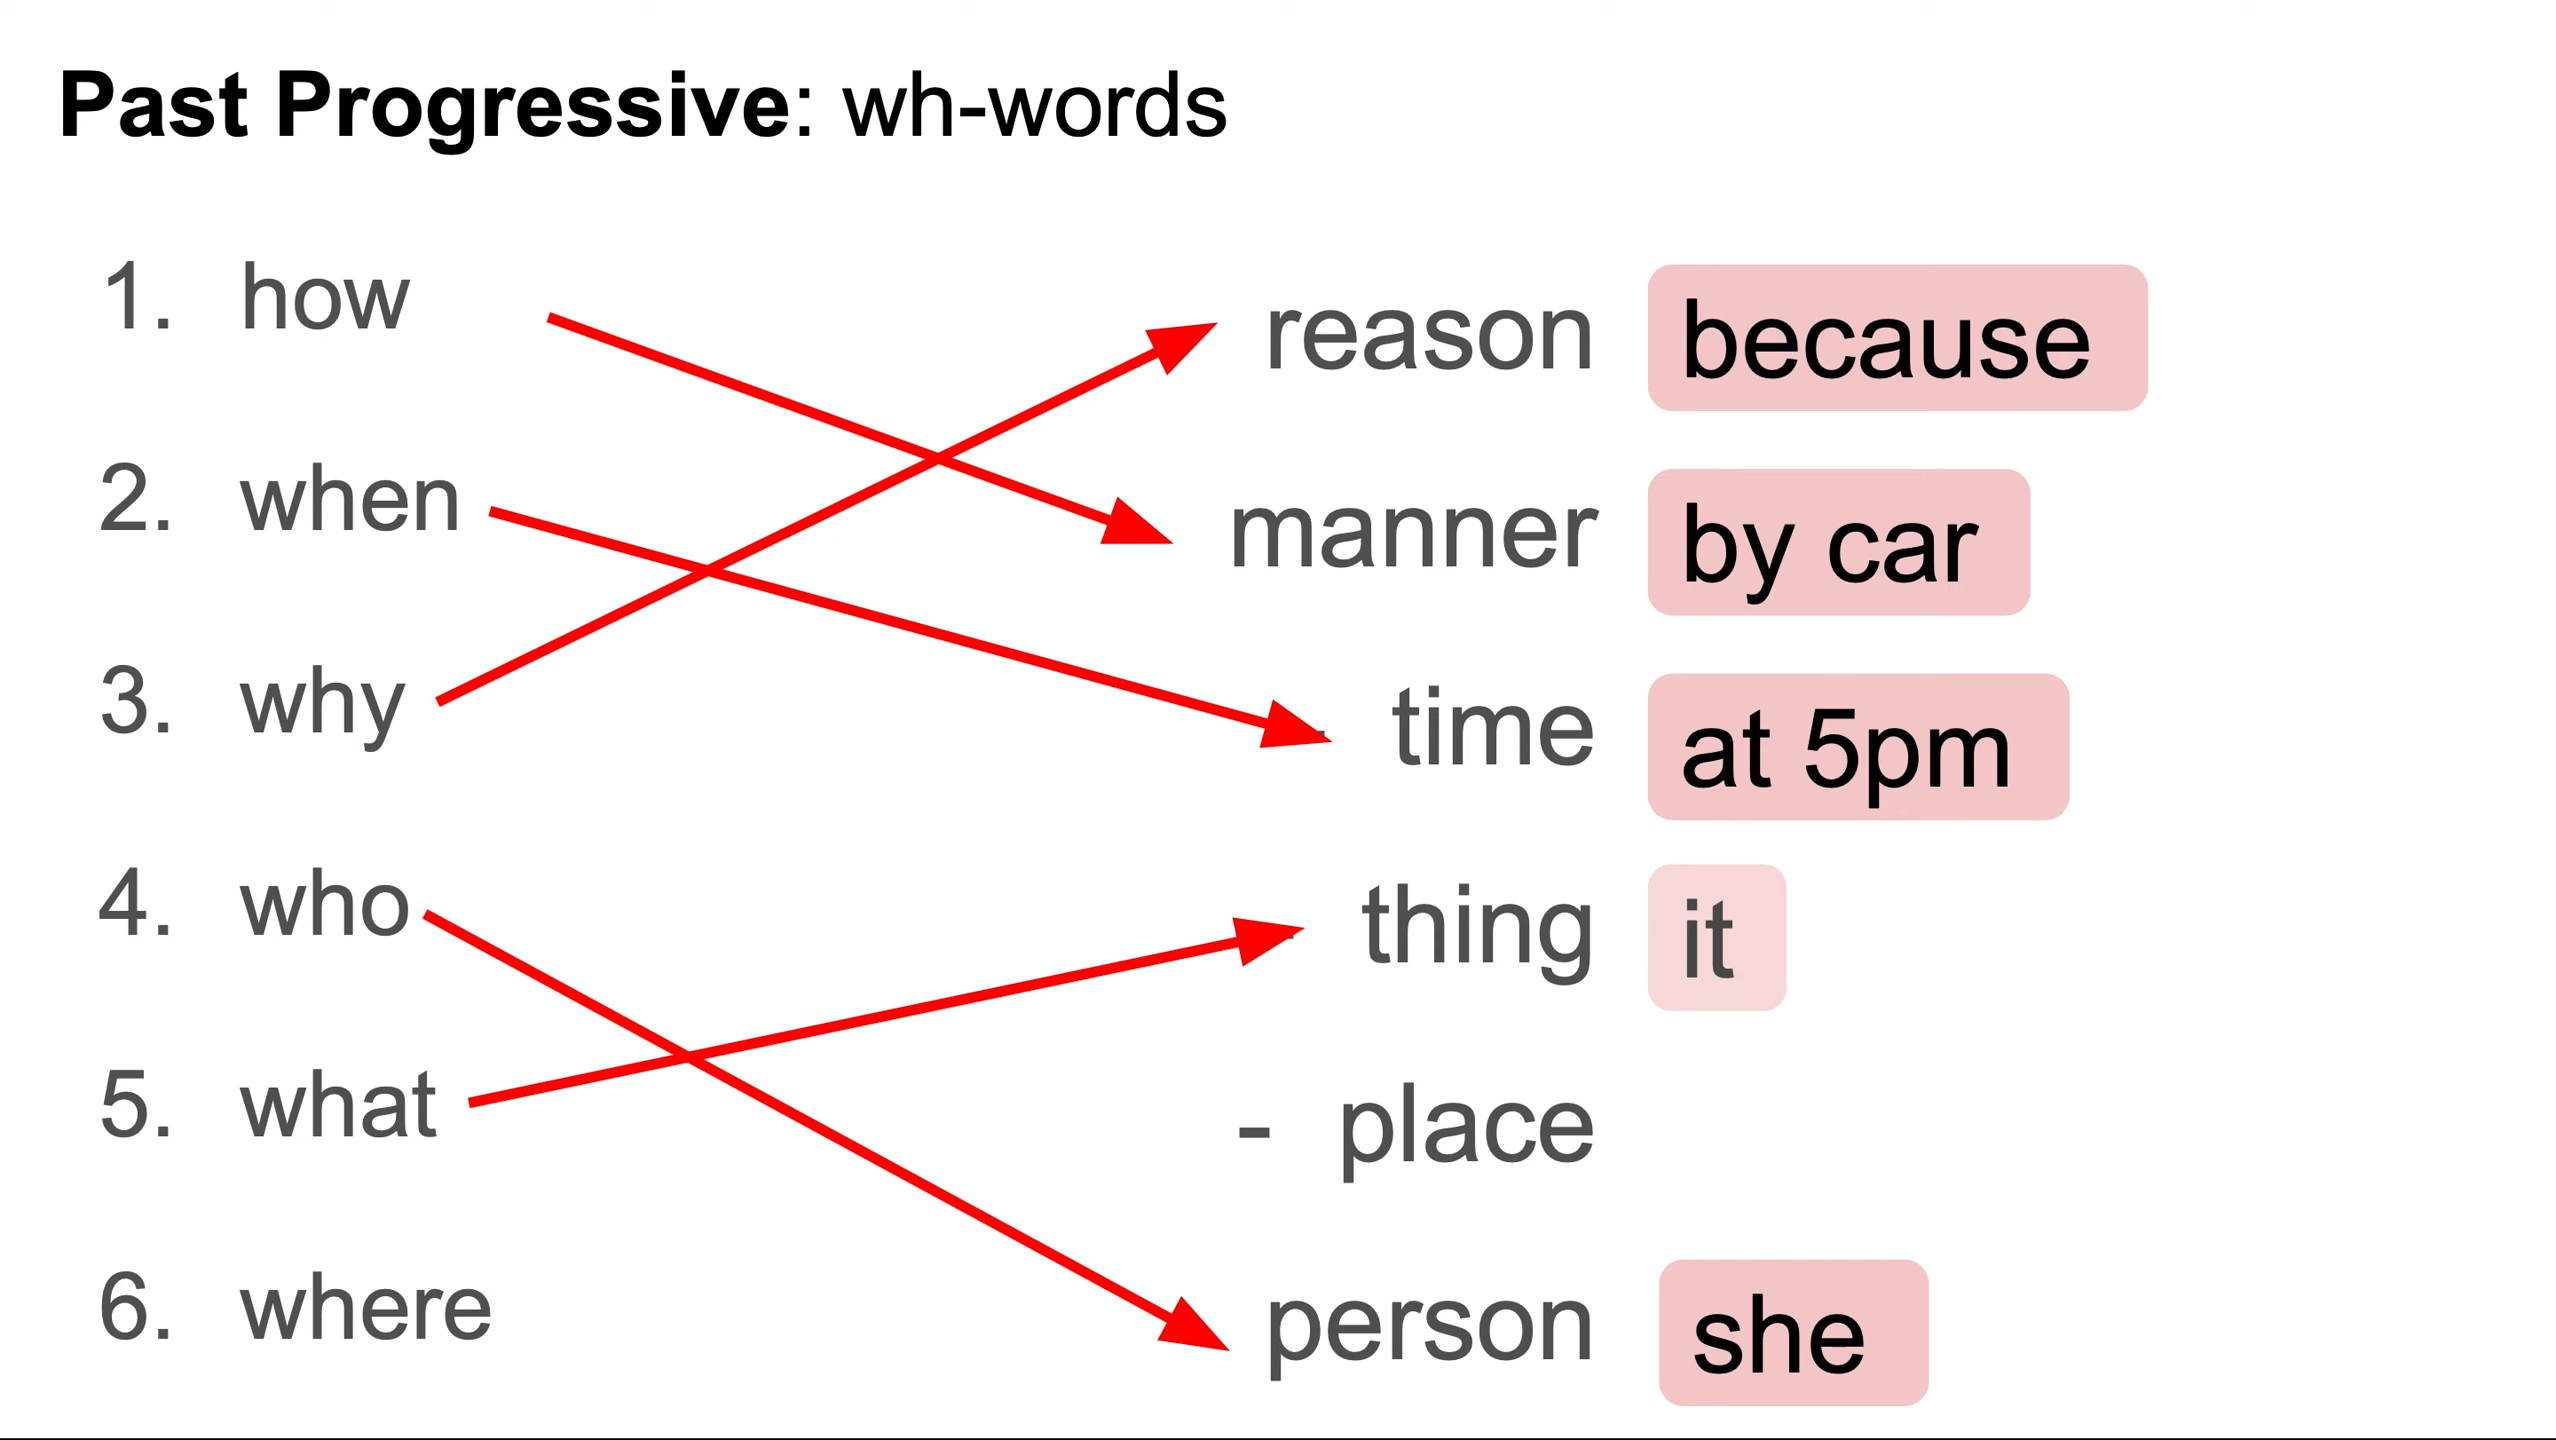 Past Progressive: wh-words
1. how
2. when
3. why
4. who
5. what
6. where
reason because
manner by car
time at 5pm
thing it
- place
person she